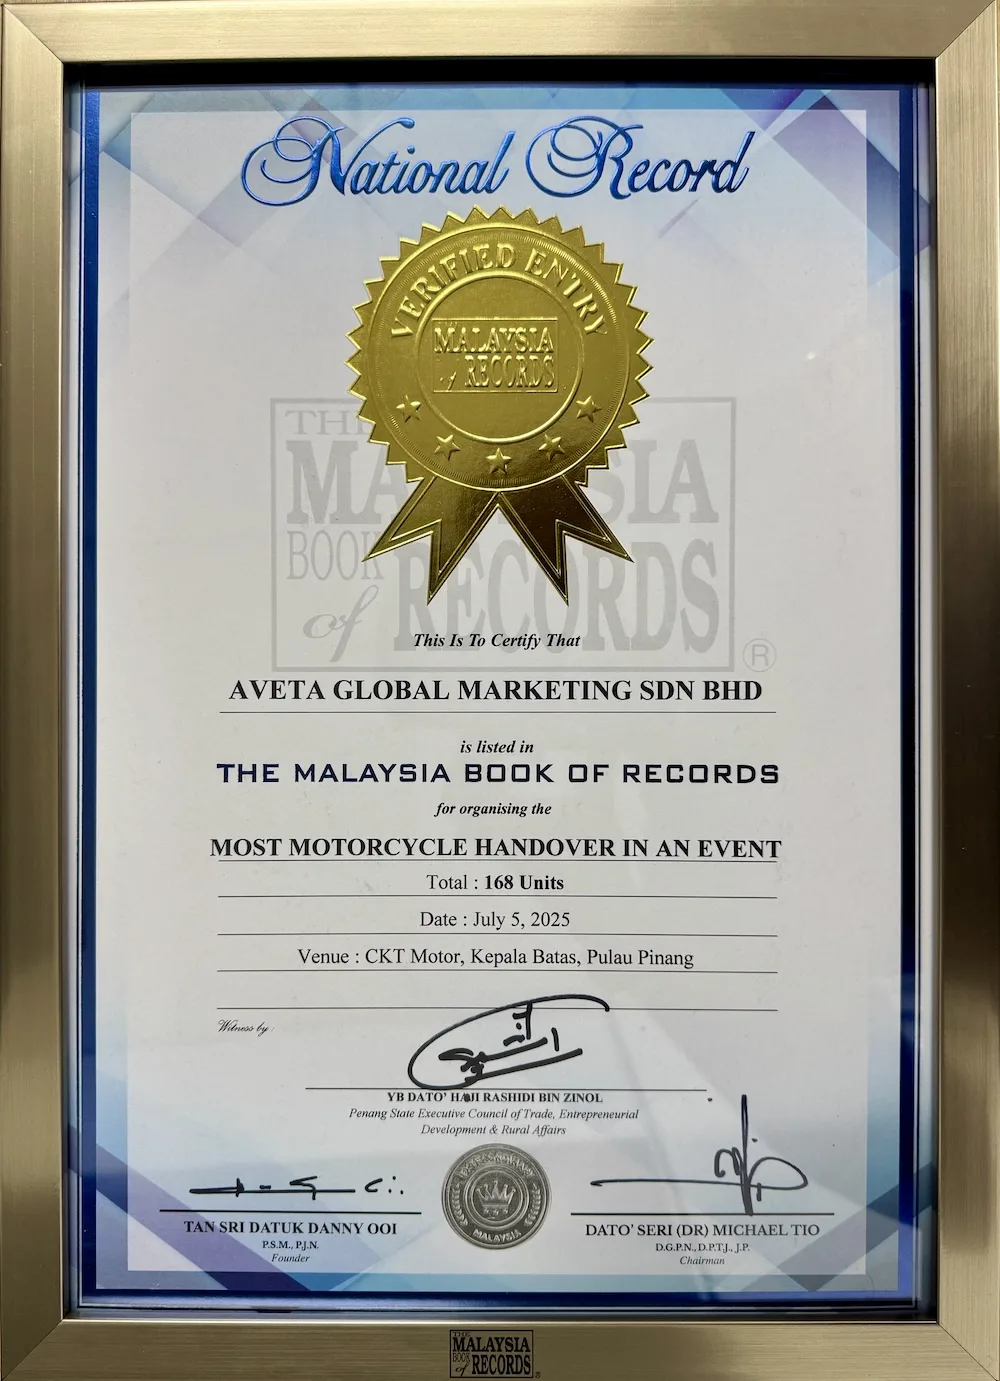 National Record
VERIFIED ENTRY
MALAYSIA
of RECORDS
THE
MALAYSIA
BOOK
of RECORDS
®
This Is To Certify That
AVETA GLOBAL MARKETING SDN BHD
is listed in
THE MALAYSIA BOOK OF RECORDS
for organising the
MOST MOTORCYCLE HANDOVER IN AN EVENT
Total : 168 Units
Date : July 5, 2025
Venue : CKT Motor, Kepala Batas, Pulau Pinang
Witness by :
YB DATO' HAJI RASHIDI BIN ZINOL
Penang State Executive Council of Trade, Entrepreneurial
Development & Rural Affairs
MALAYSIA
TAN SRI DATUK DANNY OOI
P.S.M., P.J.N.
Founder
DATO' SERI (DR) MICHAEL TIO
D.G.P.N., D.P.T.J., J.P.
Chairman
THE
MALAYSIA
BOOK
of RECORDS
®